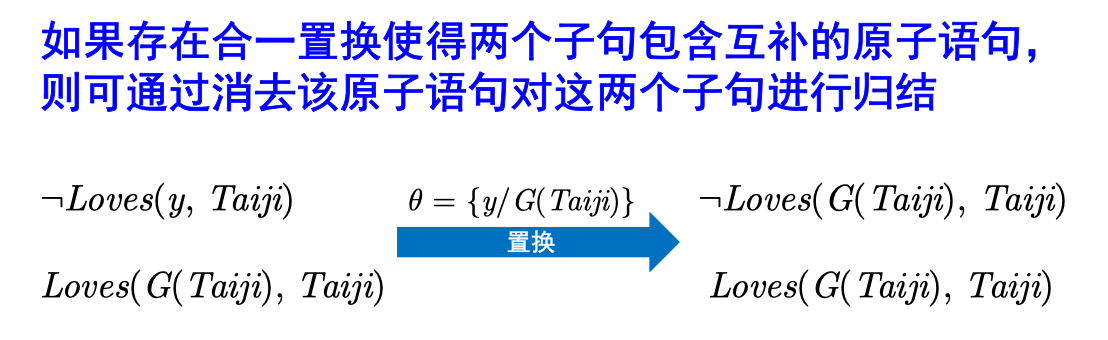 如果存在合一置换使得两个子句包含互补的原子语句，
则可通过消去该原子语句对这两个子句进行归结
¬Loves(y, Taiji)
θ = {y/G(Taiji)}
¬Loves(G(Taiji), Taiji)
置换
Loves(G(Taiji), Taiji)
Loves(G(Taiji), Taiji)